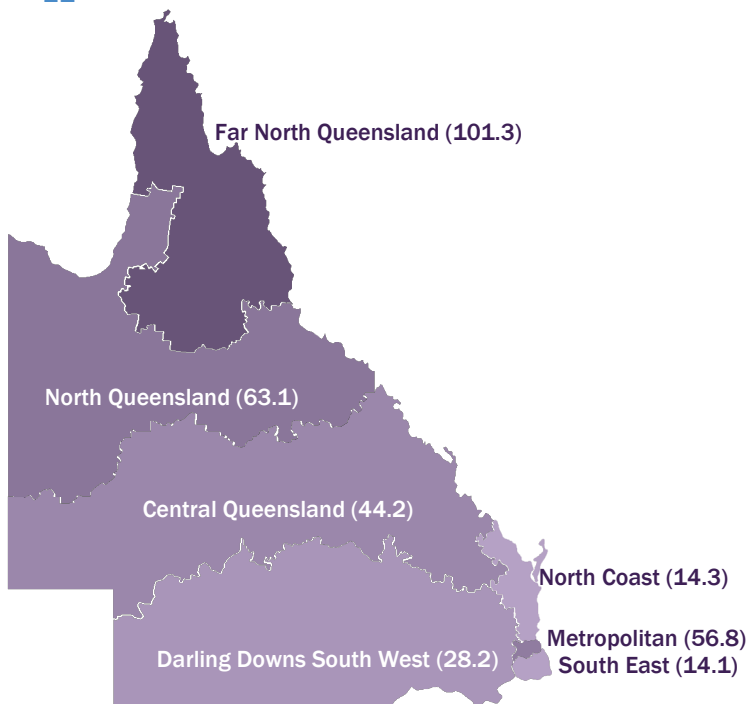 Far North Queensland (101.3)
North Queensland (63.1)
Central Queensland (44.2)
North Coast (14.3)
Metropolitan (56.8)
Darling Downs South West (28.2)
South East (14.1)